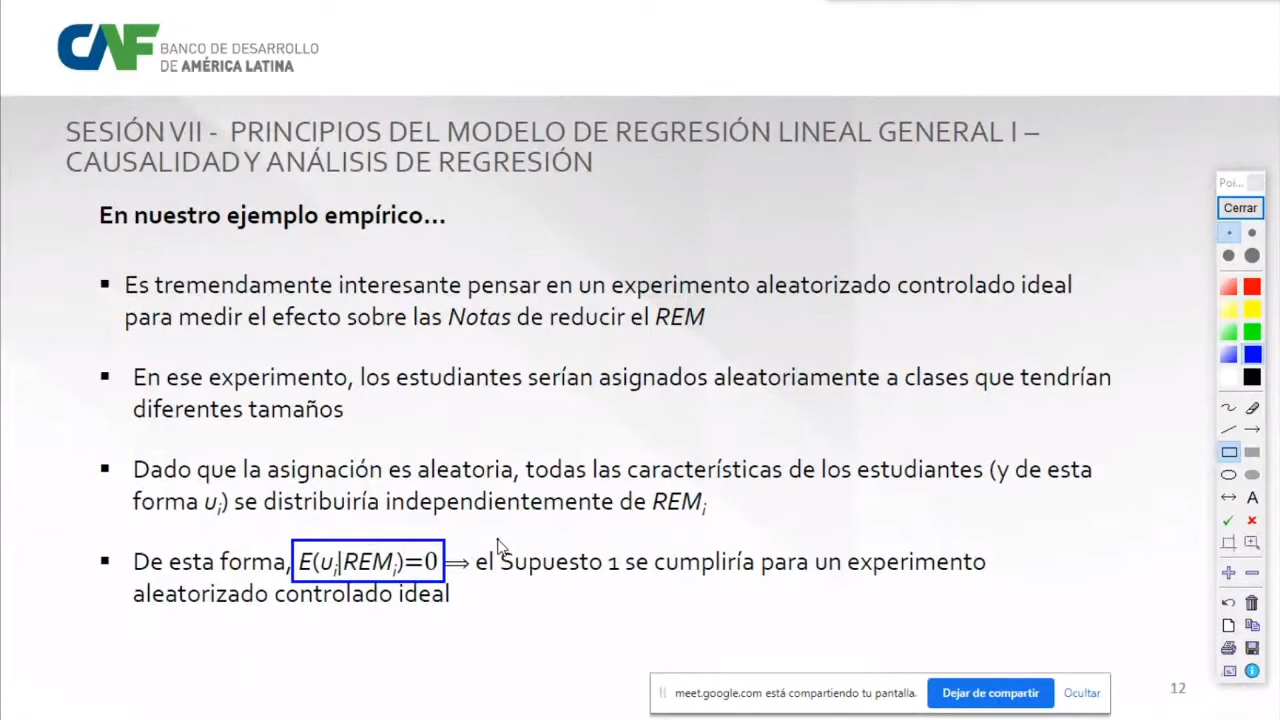 CAF BANCO DE DESARROLLO
DE AMÉRICA LATINA
SESIÓN VII - PRINCIPIOS DEL MODELO DE REGRESIÓN LINEAL GENERAL I –
CAUSALIDAD Y ANÁLISIS DE REGRESIÓN
En nuestro ejemplo empírico...
▪ Es tremendamente interesante pensar en un experimento aleatorizado controlado ideal
para medir el efecto sobre las Notas de reducir el REM
▪ En ese experimento, los estudiantes serían asignados aleatoriamente a clases que tendrían
diferentes tamaños
▪ Dado que la asignación es aleatoria, todas las características de los estudiantes (y de esta
forma uᵢ) se distribuiría independientemente de REMᵢ
▪ De esta forma, E(uᵢ|REMᵢ)=0 ⟹ el Supuesto 1 se cumpliría para un experimento
aleatorizado controlado ideal
Poi...
Cerrar
A
meet.google.com está compartiendo tu pantalla.
Dejar de compartir
Ocultar
12